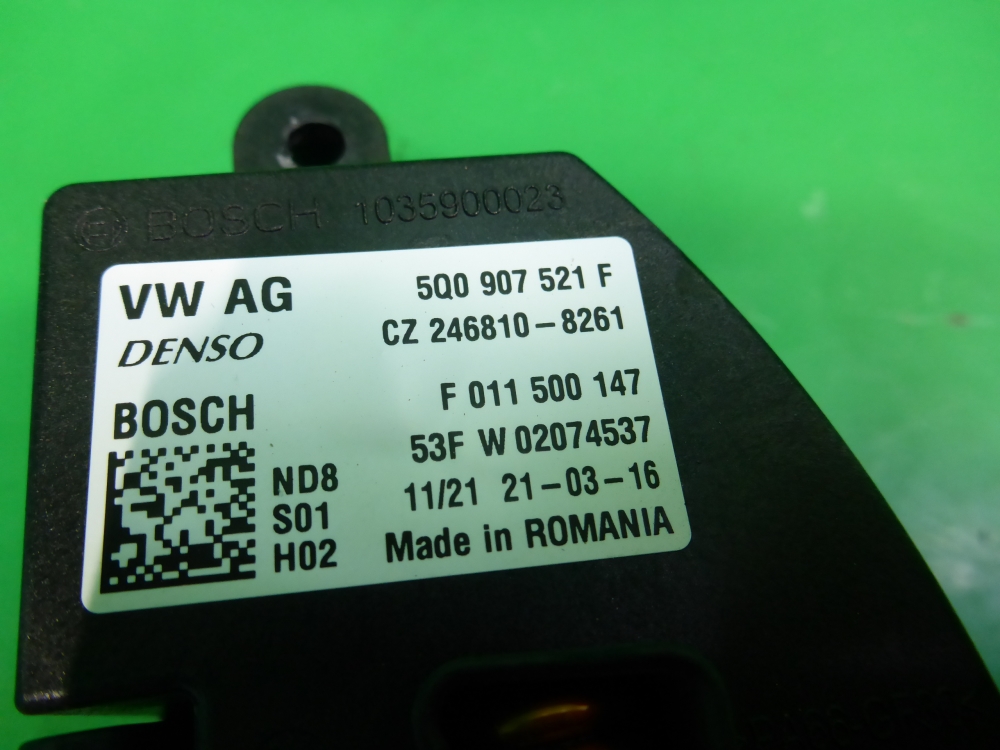 BOSCH 1035900023
VW AG 5Q0 907 521 F
DENSO CZ 246810-8261
BOSCH F 011 500 147
53F W 02074537
ND8 11/21 21-03-16
S01
H02 Made in ROMANIA